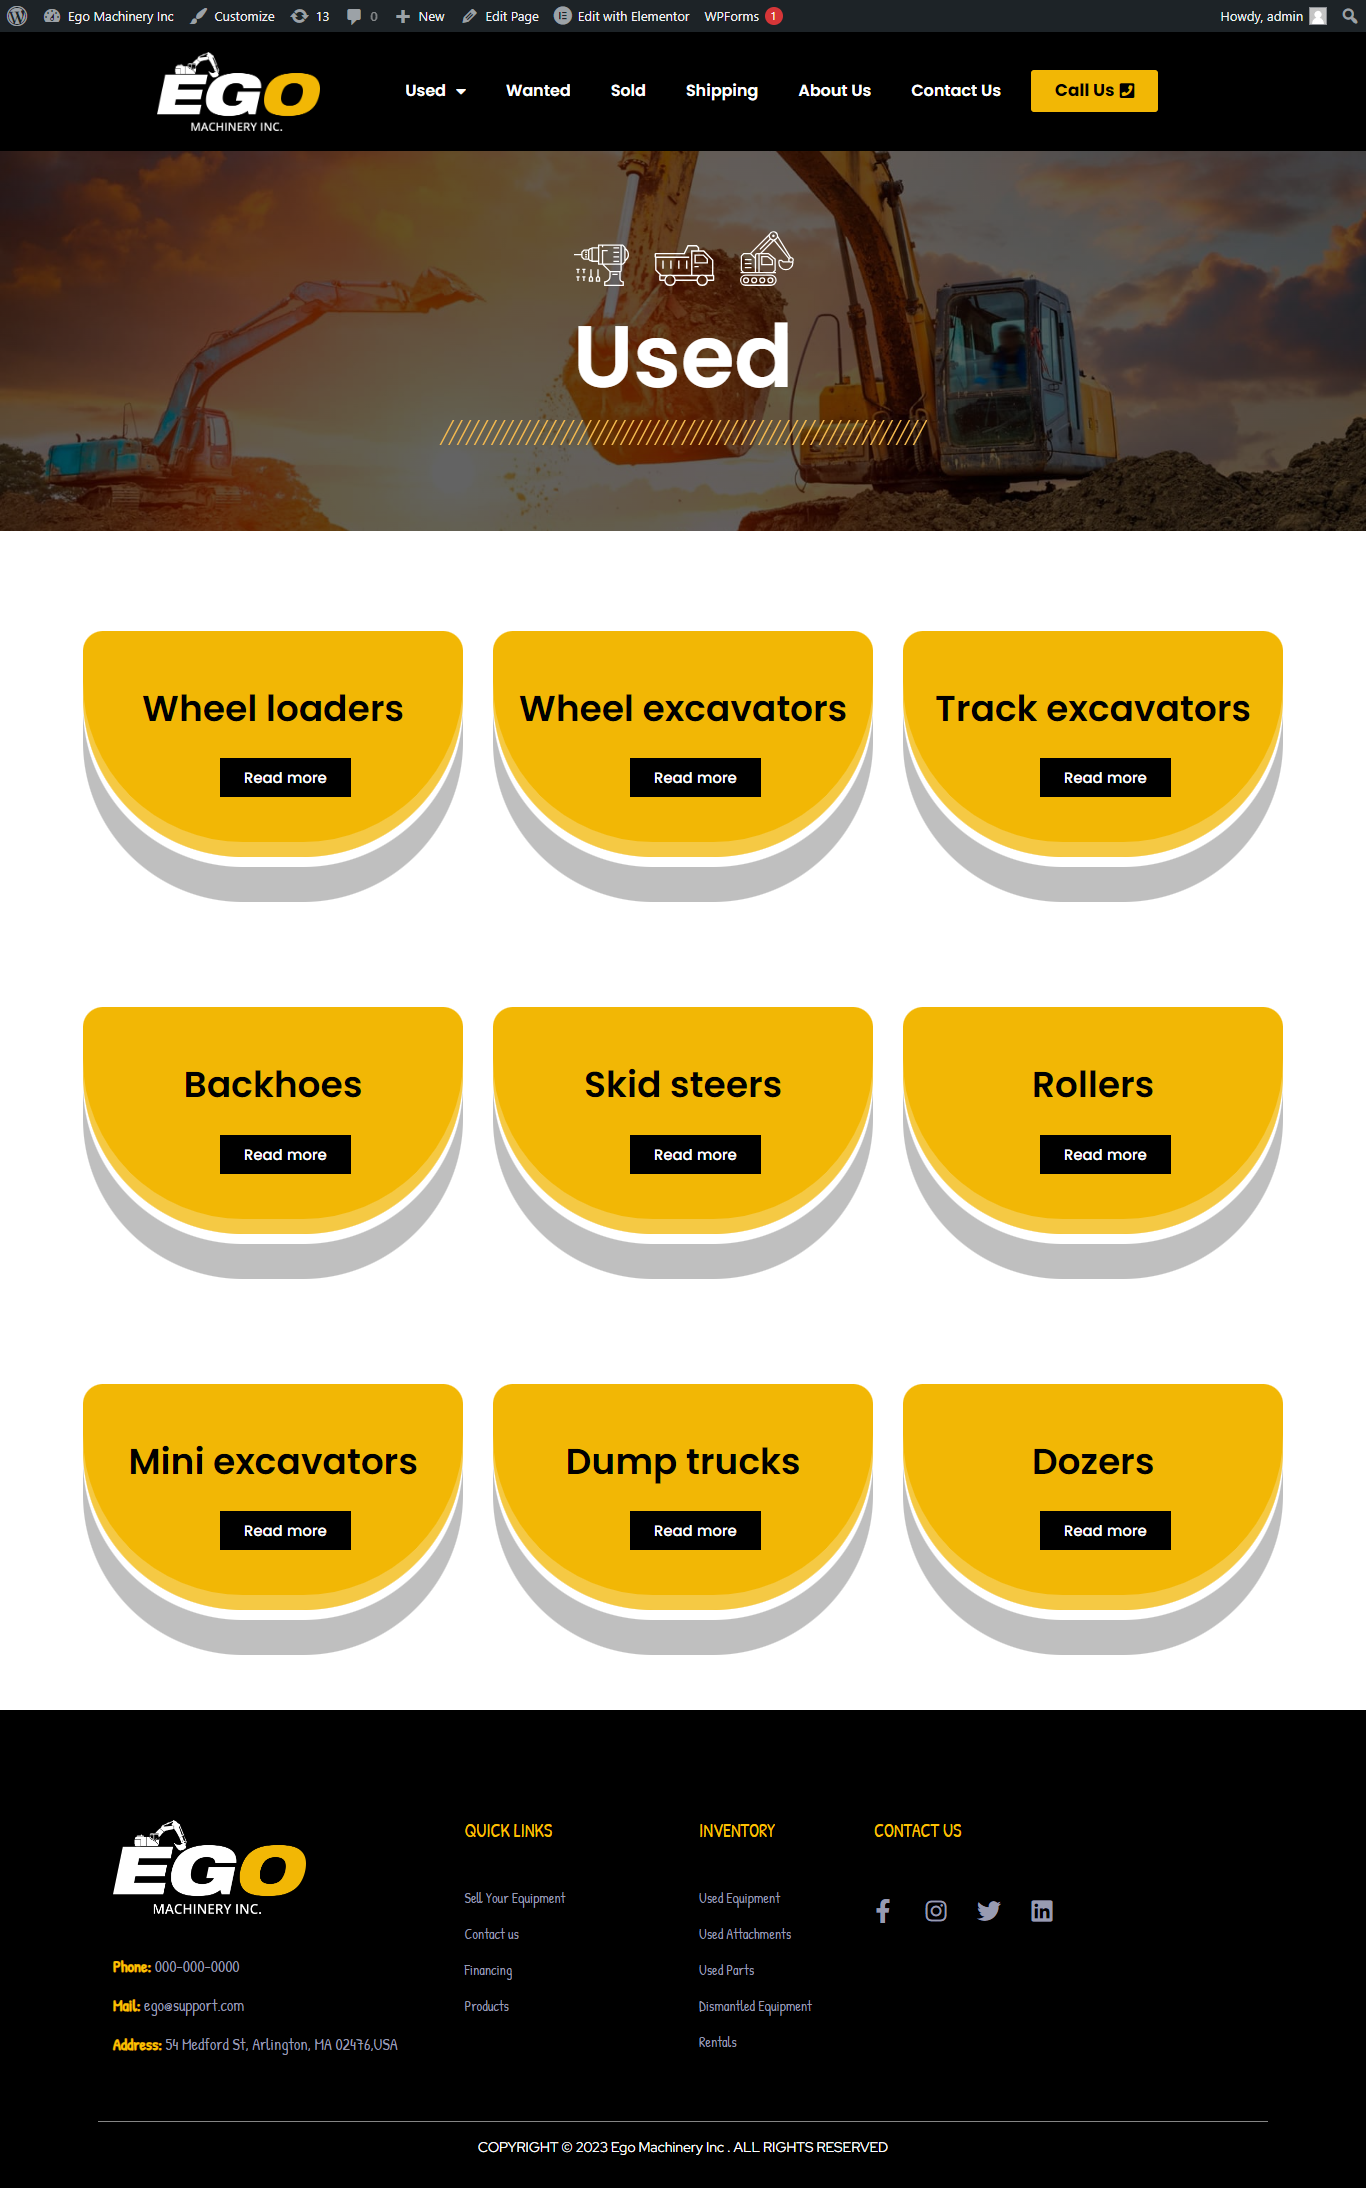 Ego Machinery Inc Customize 13 0 New Edit Page Edit with Elementor WPForms 1 Howdy, admin
EGO
MACHINERY INC.
Used Wanted Sold Shipping About Us Contact Us Call Us
Used
Wheel loaders Wheel excavators Track excavators
Read more Read more Read more
Backhoes Skid steers Rollers
Read more Read more Read more
Mini excavators Dump trucks Dozers
Read more Read more Read more
EGO
MACHINERY INC.
Phone: 000-000-0000
Mail: ego@support.com
Address: 54 Medford St, Arlington, MA 02476,USA
QUICK LINKS
Sell Your Equipment
Contact us
Financing
Products
INVENTORY
Used Equipment
Used Attachments
Used Parts
Dismantled Equipment
Rentals
CONTACT US
COPYRIGHT © 2023 Ego Machinery Inc . ALL RIGHTS RESERVED